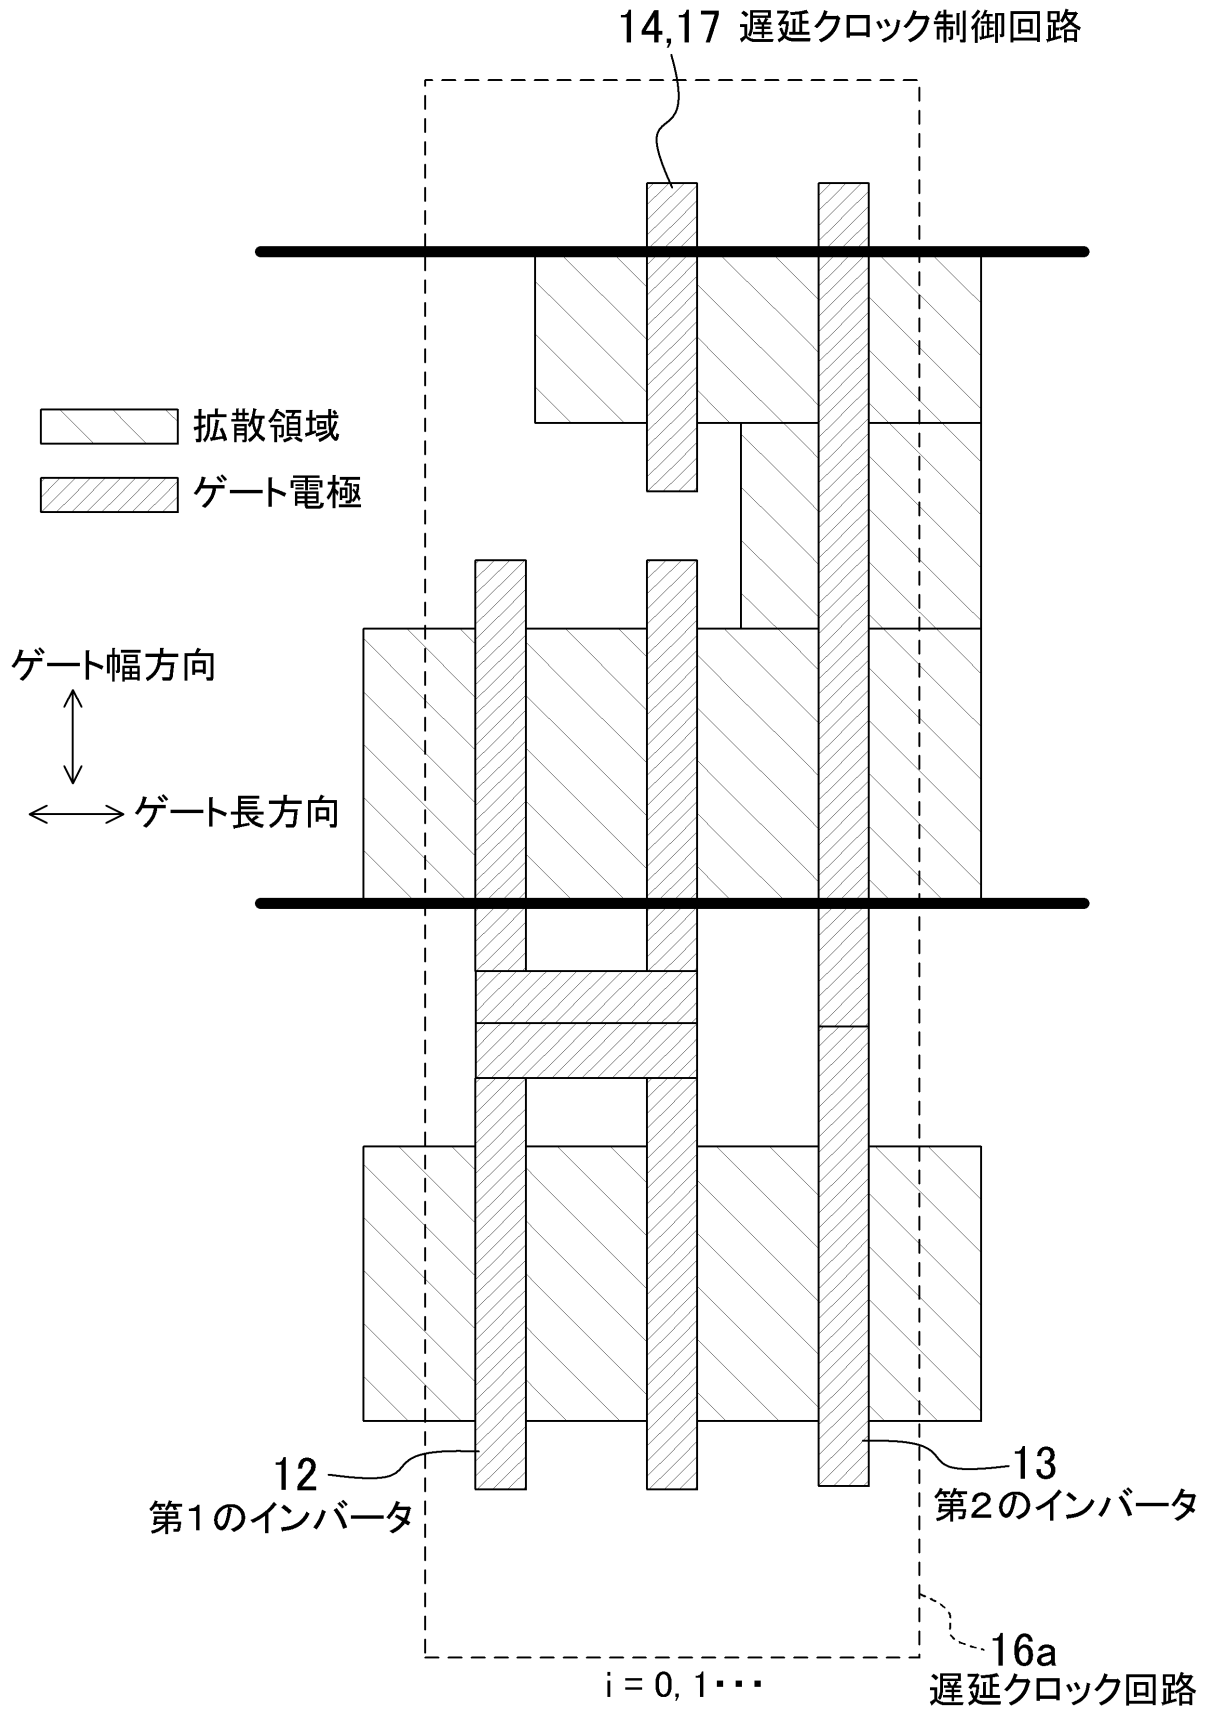 14,17 遅延クロック制御回路
拡散領域
ゲート電極
ゲート幅方向
ゲート長方向
12
第1のインバータ
13
第2のインバータ
16a
遅延クロック回路
i = 0, 1・・・